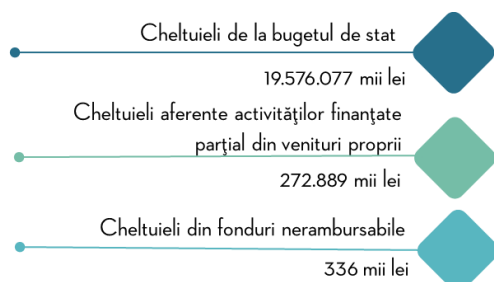 Cheltuieli de la bugetul de stat
19.576.077 mii lei
Cheltuieli aferente activităţilor finanţate
parţial din venituri proprii
272.889 mii lei
Cheltuieli din fonduri nerambursabile
336 mii lei